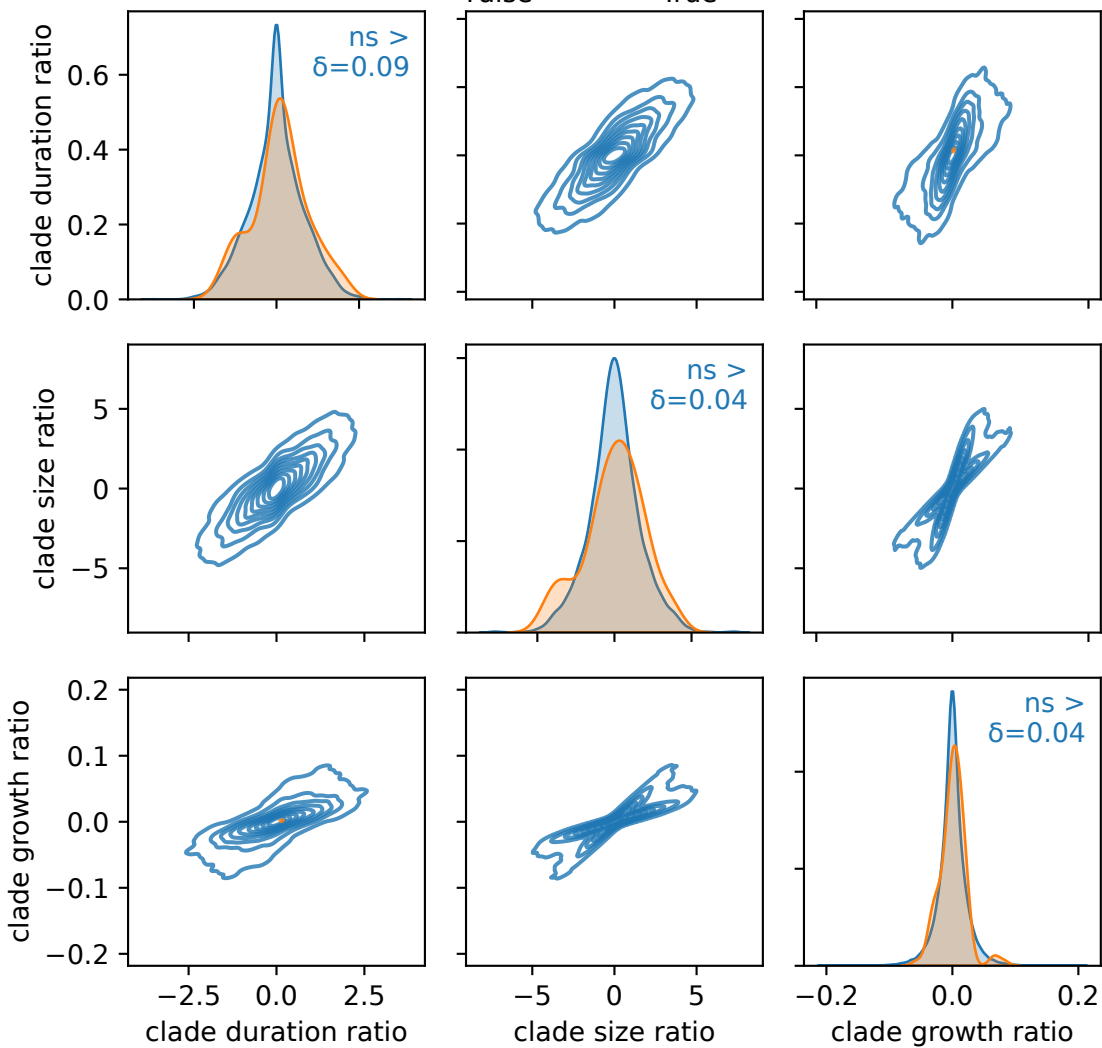 clade duration ratio
0.6
0.4
0.2
0.0
ns >
δ=0.09
clade size ratio
5
0
−5
ns >
δ=0.04
clade growth ratio
0.2
0.1
0.0
−0.1
−0.2
ns >
δ=0.04
−2.5 0.0 2.5
−5 0 5
−0.2 0.0 0.2
clade duration ratio
clade size ratio
clade growth ratio